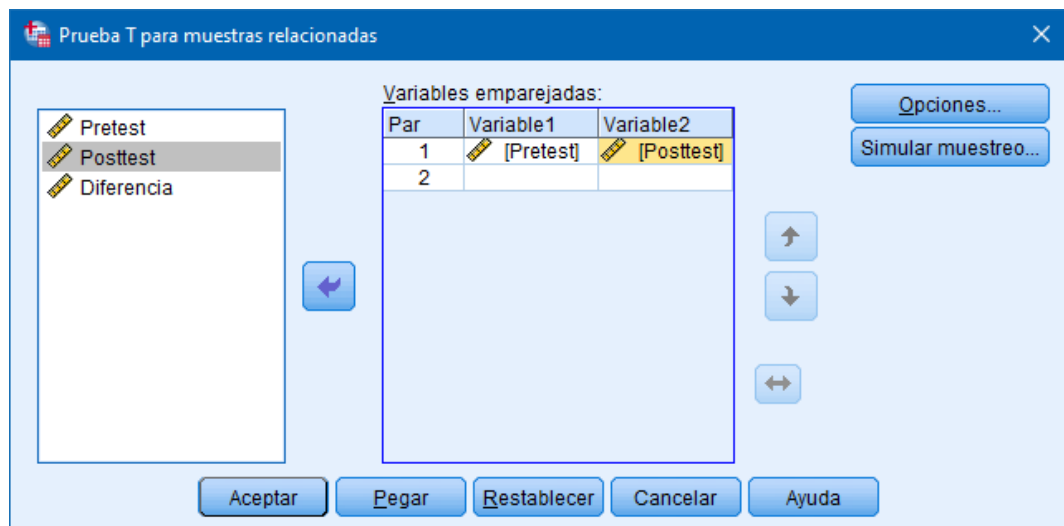 Prueba T para muestras relacionadas
Pretest
Posttest
Diferencia
Variables emparejadas:
Par Variable1 Variable2
1 [Pretest] [Posttest]
2
Opciones...
Simular muestreo...
Aceptar Pegar Restablecer Cancelar Ayuda